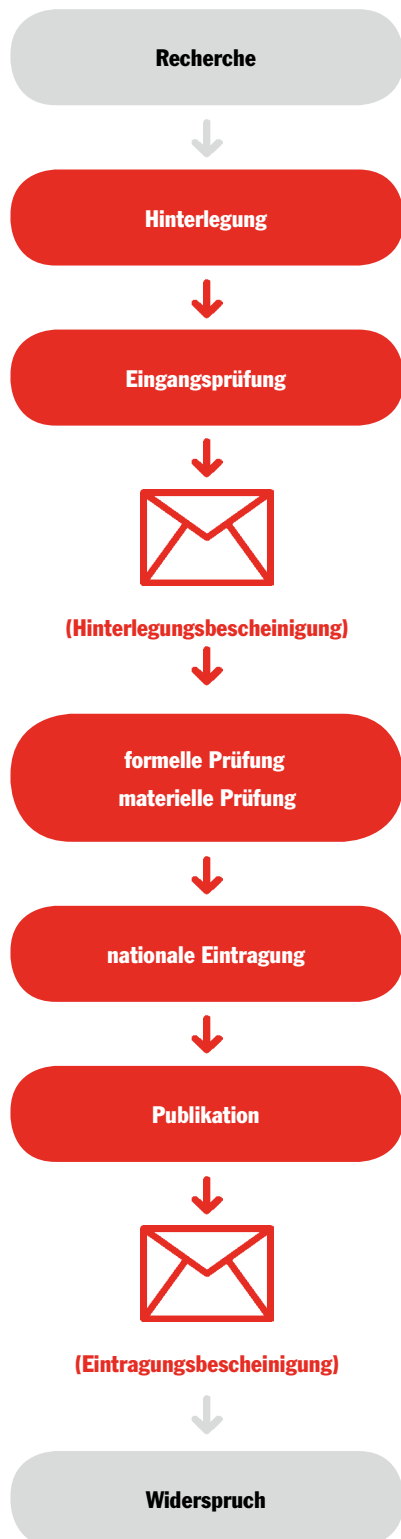 Recherche
Hinterlegung
Eingangsprüfung
(Hinterlegungsbescheinigung)
formelle Prüfung
materielle Prüfung
nationale Eintragung
Publikation
(Eintragungsbescheinigung)
Widerspruch